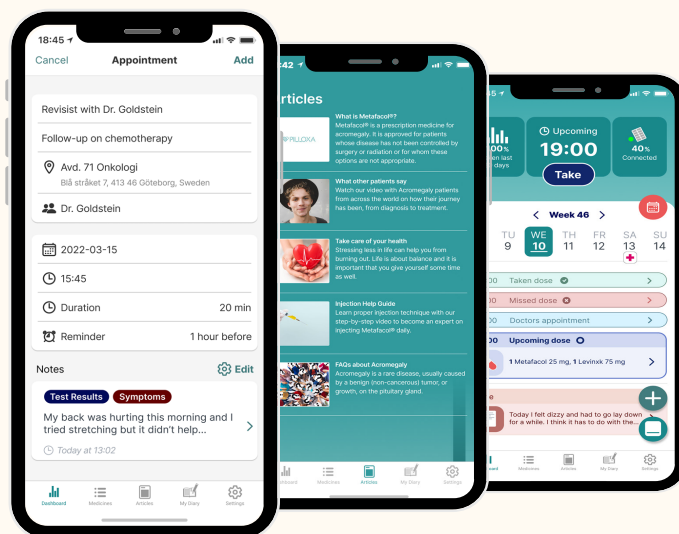 18:45
Cancel
Appointment
Add
Revisist with Dr. Goldstein
Follow-up on chemotherapy
Avd. 71 Onkologi
Blå stråket 7, 413 46 Göteborg, Sweden
Dr. Goldstein
2022-03-15
15:45
Duration 20 min
Reminder 1 hour before
Notes Edit
Test Results Symptoms
My back was hurting this morning and I
tried stretching but it didn't help...
Today at 13:02
Dashboard Medicines Articles My Diary Settings
:42
rticles
What is Metafacol®?
Metafacol® is a prescription medicine for
acromegaly. It is approved for patients
whose disease has not been controlled by
surgery or radiation or for whom these
options are not appropriate.
What other patients say
Watch our video with Acromegaly patients
from across the world on how their journey
has been, from diagnosis to treatment.
Take care of your health
Stressing less in life can help you from
burning out. Life is about balance and it is
important that you give yourself some time
as well.
Injection Help Guide
Learn proper injection technique with our
step-by-step video to become an expert on
injecting Metafacol® daily.
FAQs about Acromegaly
Acromegaly is a rare disease, usually caused
by a benign (non-cancerous) tumor, or
growth, on the pituitary gland.
shboard Medicines Articles My Diary Settings
Upcoming
19:00
Take
00%
en last
days
40%
Connected
Week 46
TU WE TH FR SA SU
9 10 11 12 13 14
00 Taken dose
00 Missed dose
00 Doctors appointment
00 Upcoming dose
1 Metafacol 25 mg, 1 Levinxk 75 mg
e
Today I felt dizzy and had to go lay down
for a while. I think it has to do with the...
board Medicines Articles My Diary Settings